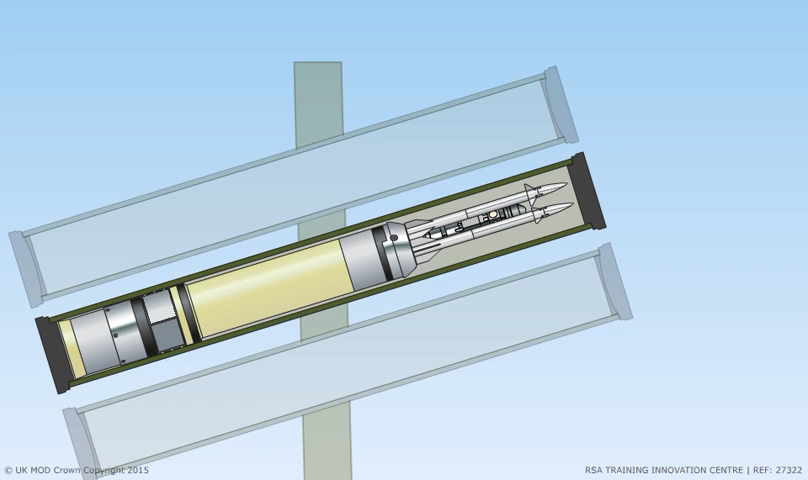 © UK MOD Crown Copyright 2015
RSA TRAINING INNOVATION CENTRE | REF: 27322